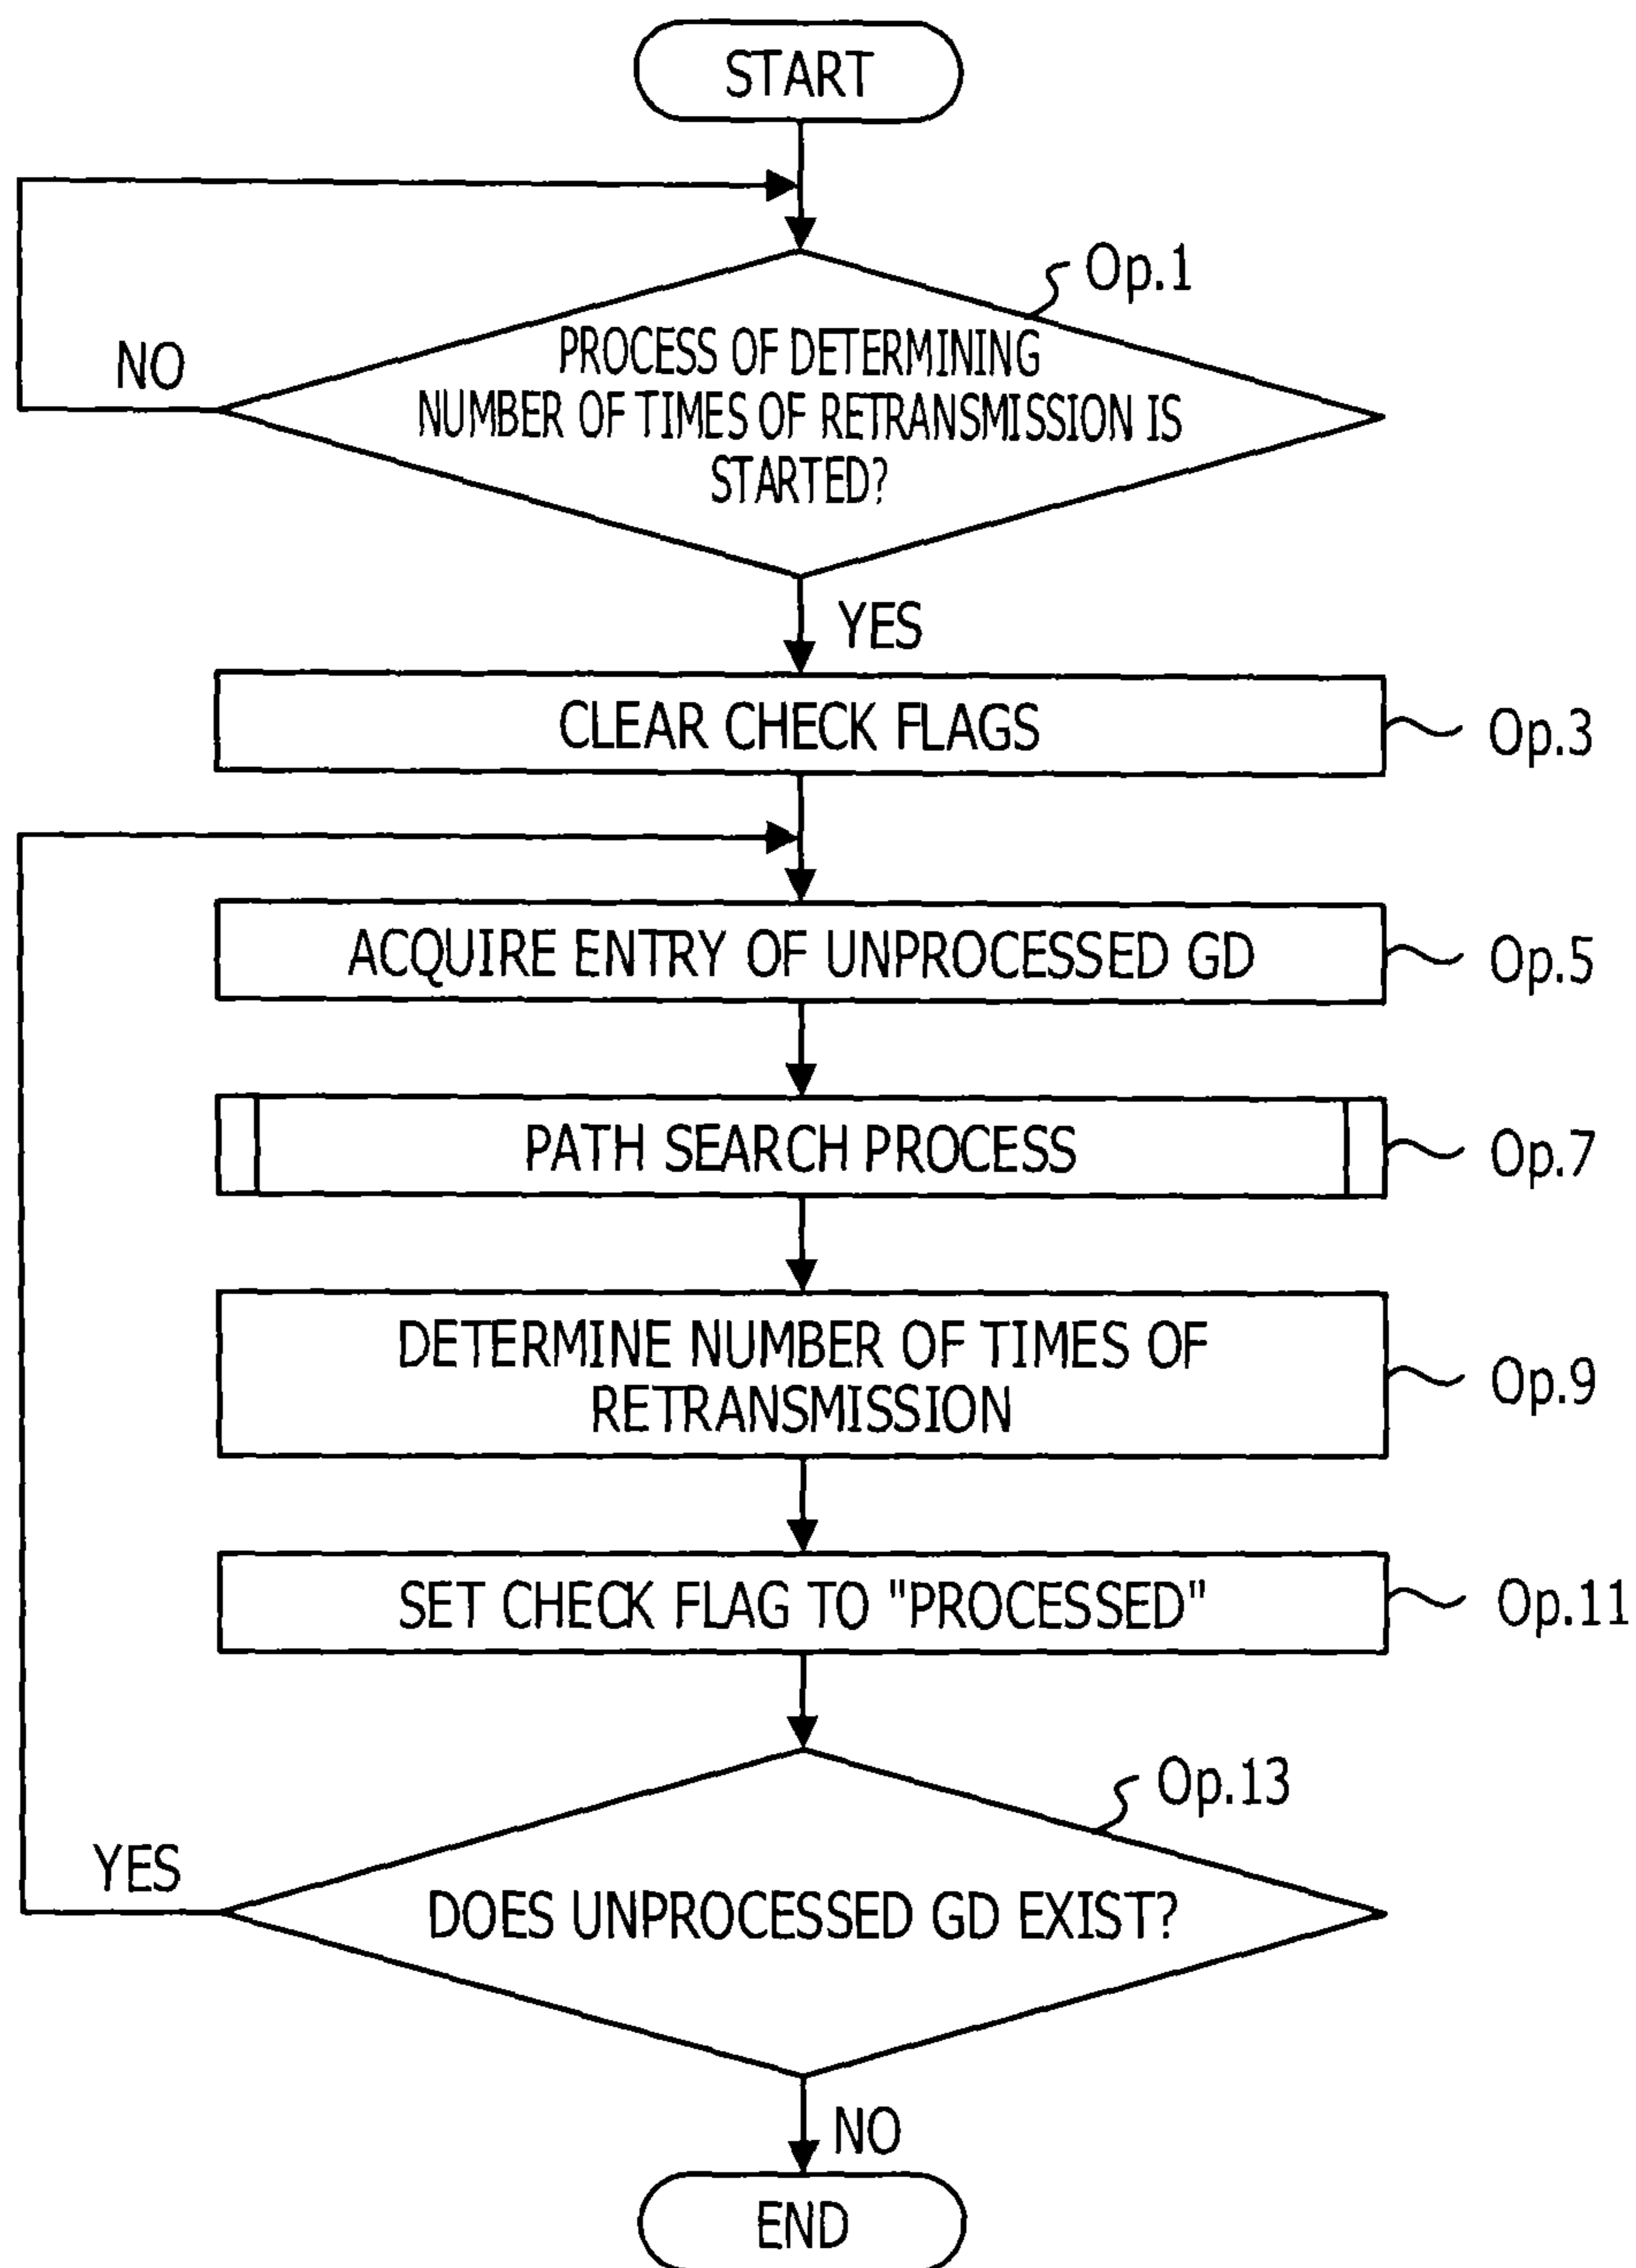 START
Op.1
PROCESS OF DETERMINING
NUMBER OF TIMES OF RETRANSMISSION IS
STARTED?
NO
YES
CLEAR CHECK FLAGS
Op.3
ACQUIRE ENTRY OF UNPROCESSED GD
Op.5
PATH SEARCH PROCESS
Op.7
DETERMINE NUMBER OF TIMES OF
RETRANSMISSION
Op.9
SET CHECK FLAG TO "PROCESSED"
Op.11
Op.13
YES
DOES UNPROCESSED GD EXIST?
NO
END